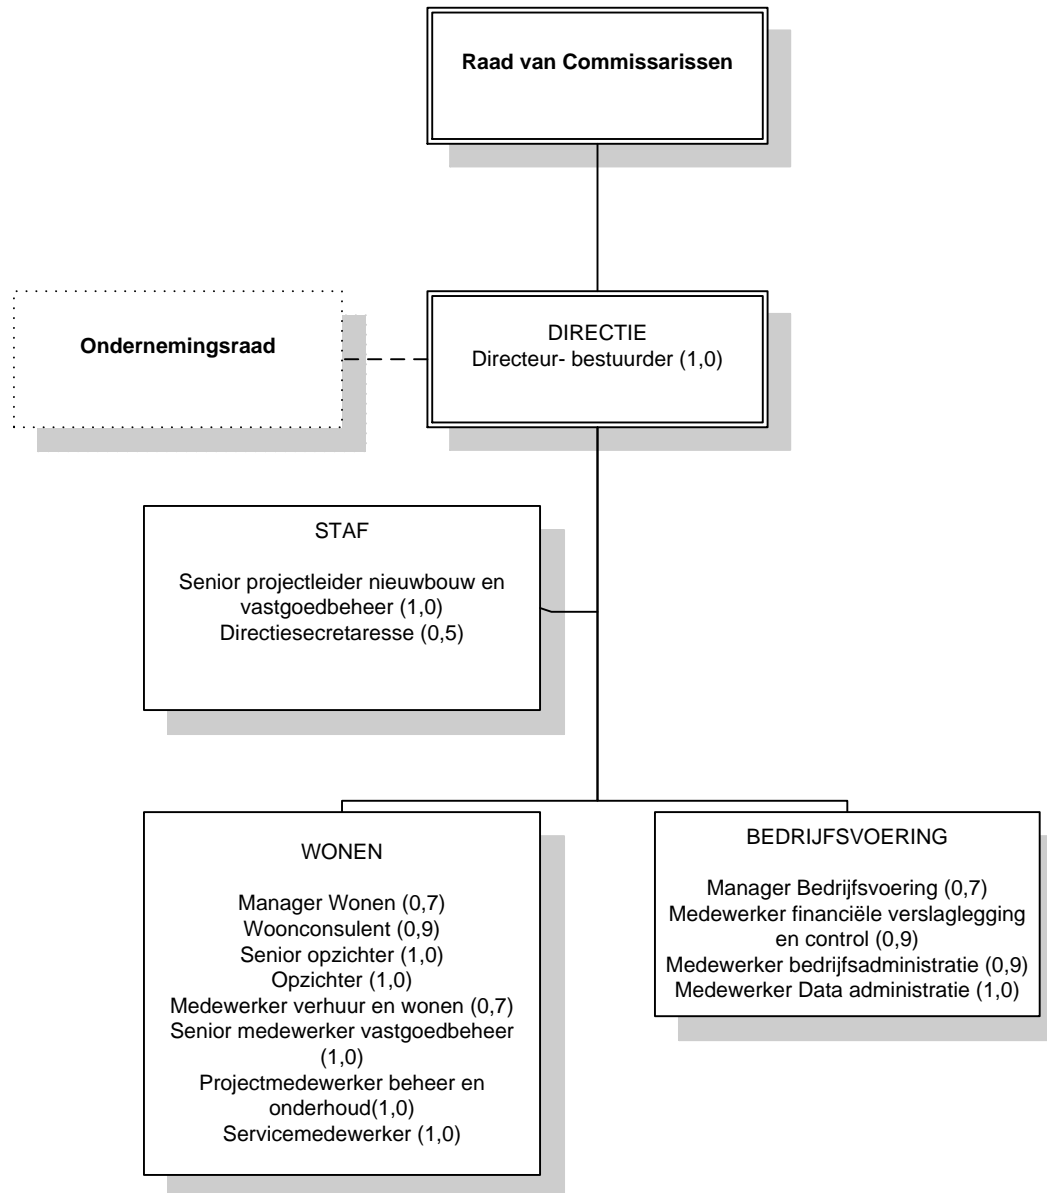 Raad van Commissarissen
Ondernemingsraad
DIRECTIE
Directeur- bestuurder (1,0)
STAF
Senior projectleider nieuwbouw en
vastgoedbeheer (1,0)
Directiesecretaresse (0,5)
WONEN
Manager Wonen (0,7)
Woonconsulent (0,9)
Senior opzichter (1,0)
Opzichter (1,0)
Medewerker verhuur en wonen (0,7)
Senior medewerker vastgoedbeheer
(1,0)
Projectmedewerker beheer en
onderhoud(1,0)
Servicemedewerker (1,0)
BEDRIJFSVOERING
Manager Bedrijfsvoering (0,7)
Medewerker financiële verslaglegging
en control (0,9)
Medewerker bedrijfsadministratie (0,9)
Medewerker Data administratie (1,0)